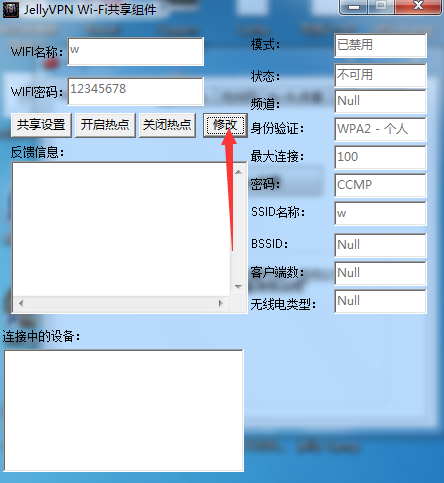 JellyVPN Wi-Fi共享组件
WIFI名称: w
WIFI密码: 12345678
共享设置 开启热点 关闭热点 修改
反馈信息:
连接中的设备:
模式: 已禁用
状态: 不可用
频道: Null
身份验证: WPA2 - 个人
最大连接: 100
密码: CCMP
SSID名称: w
BSSID: Null
客户端数: Null
无线电类型: Null